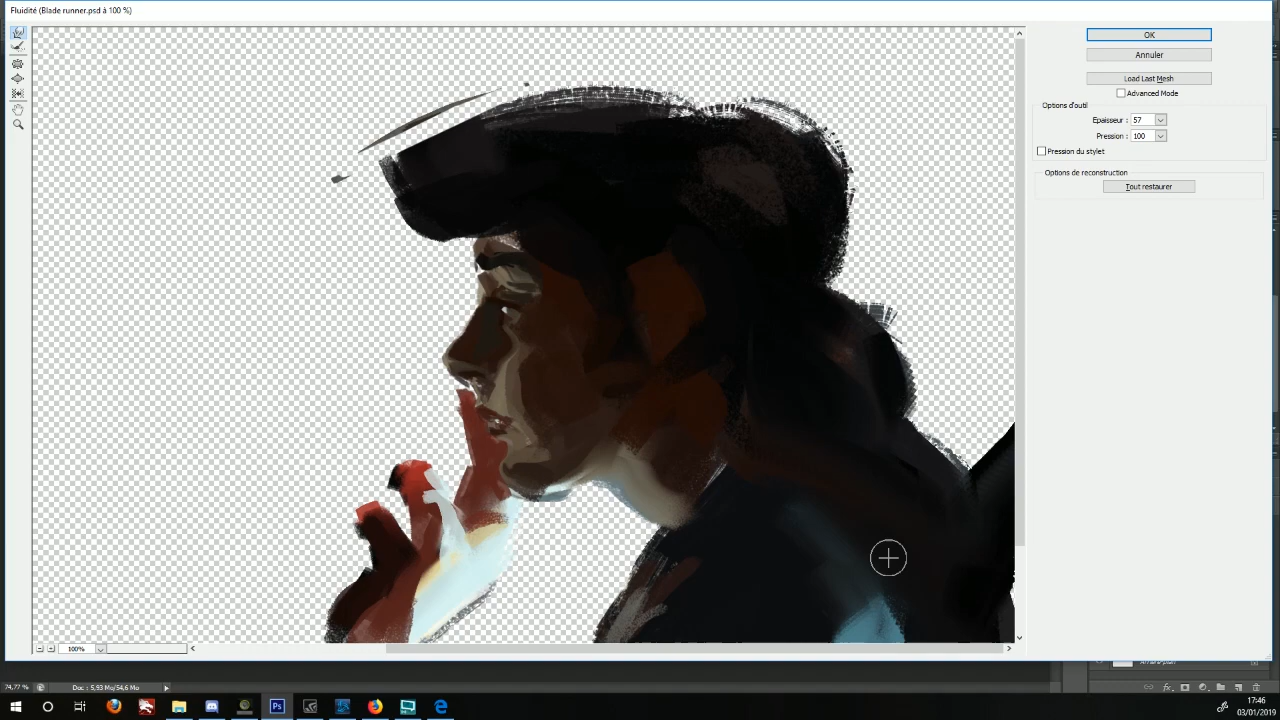 Fluidité (Blade runner.psd à 100 %)
OK
Annuler
Load Last Mesh
Advanced Mode
Options d'outil
Epaisseur : 57
Pression : 100
Pression du stylet
Options de reconstruction
Tout restaurer
100%
74,77 %
Doc : 5,93 Mo/54,6 Mo
fx
Ps
17:46
03/01/2019